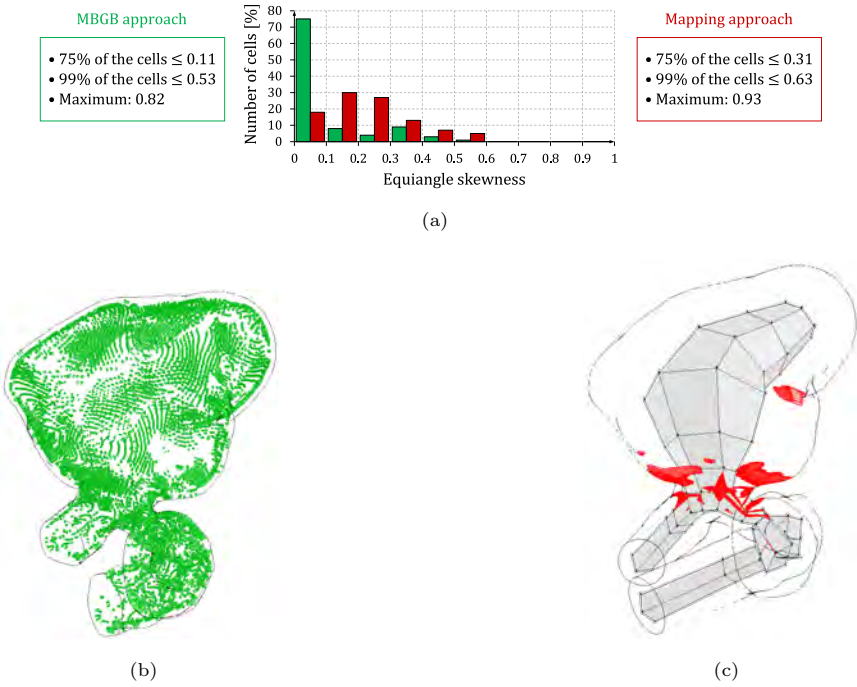 MBGB approach
• 75% of the cells ≤ 0.11
• 99% of the cells ≤ 0.53
• Maximum: 0.82
Number of cells [%]
80
70
60
50
40
30
20
10
0
0 0.1 0.2 0.3 0.4 0.5 0.6 0.7 0.8 0.9 1
Equiangle skewness
Mapping approach
• 75% of the cells ≤ 0.31
• 99% of the cells ≤ 0.63
• Maximum: 0.93
(a)
(b)
(c)